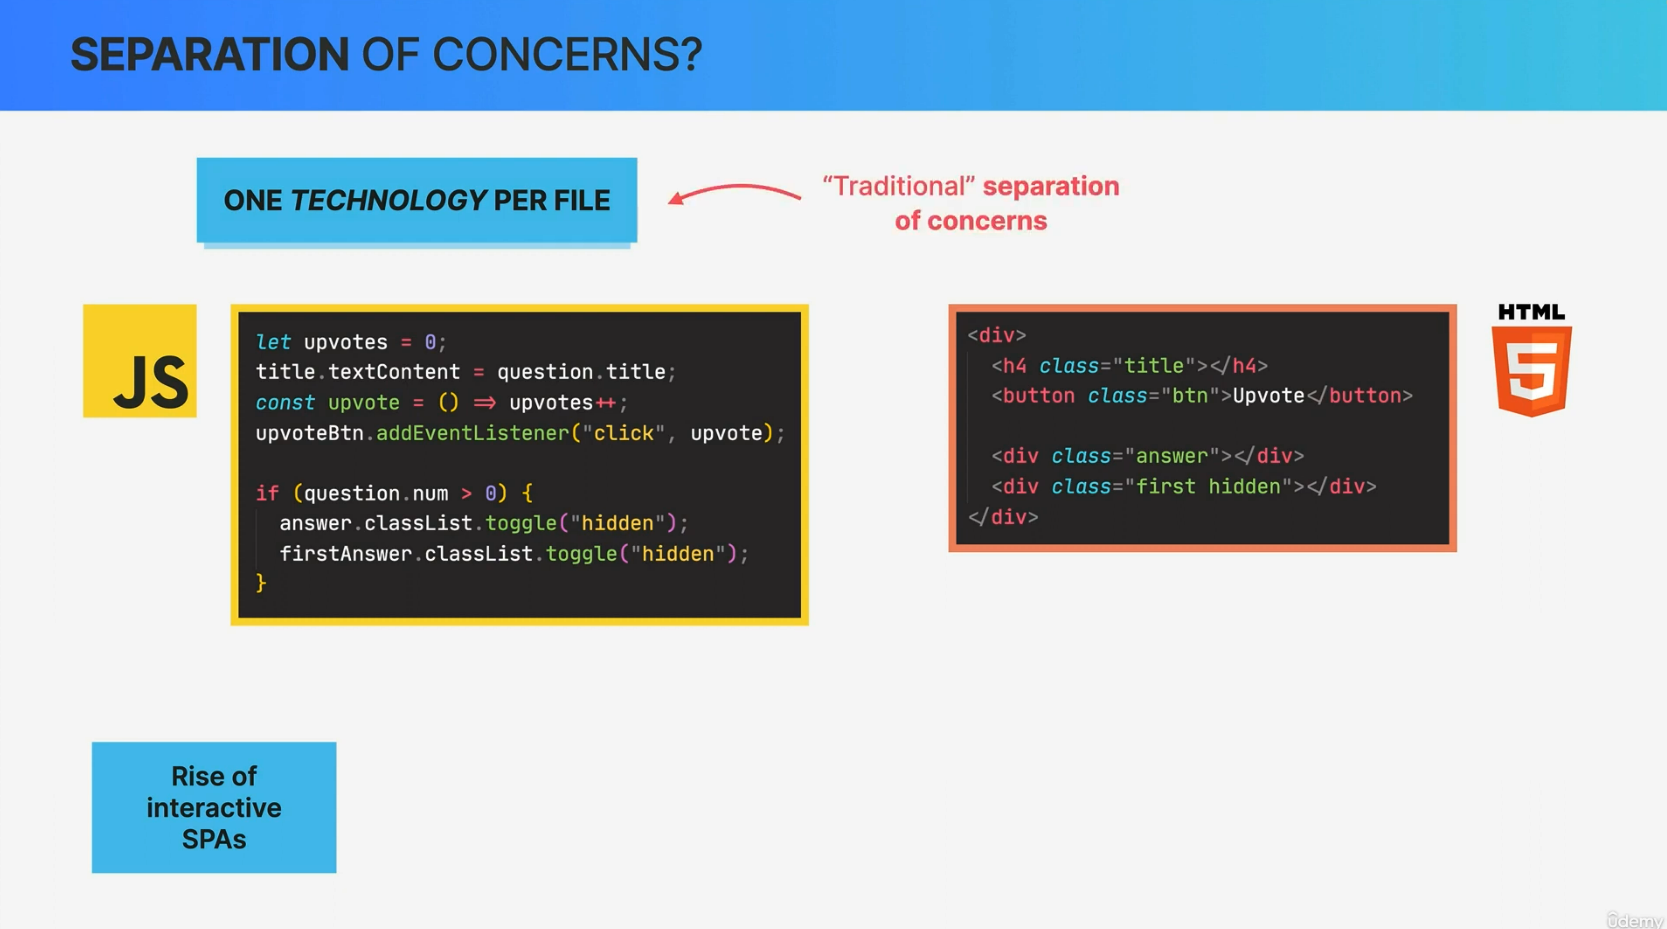 SEPARATION OF CONCERNS?
ONE TECHNOLOGY PER FILE
“Traditional” separation
of concerns
JS
let upvotes = 0;
title.textContent = question.title;
const upvote = () => upvotes++;
upvoteBtn.addEventListener("click", upvote);
if (question.num > 0) {
answer.classList.toggle("hidden");
firstAnswer.classList.toggle("hidden");
}
<div>
<h4 class="title"></h4>
<button class="btn">Upvote</button>
<div class="answer"></div>
<div class="first hidden"></div>
</div>
HTML
5
Rise of
interactive
SPAs
ûdemy